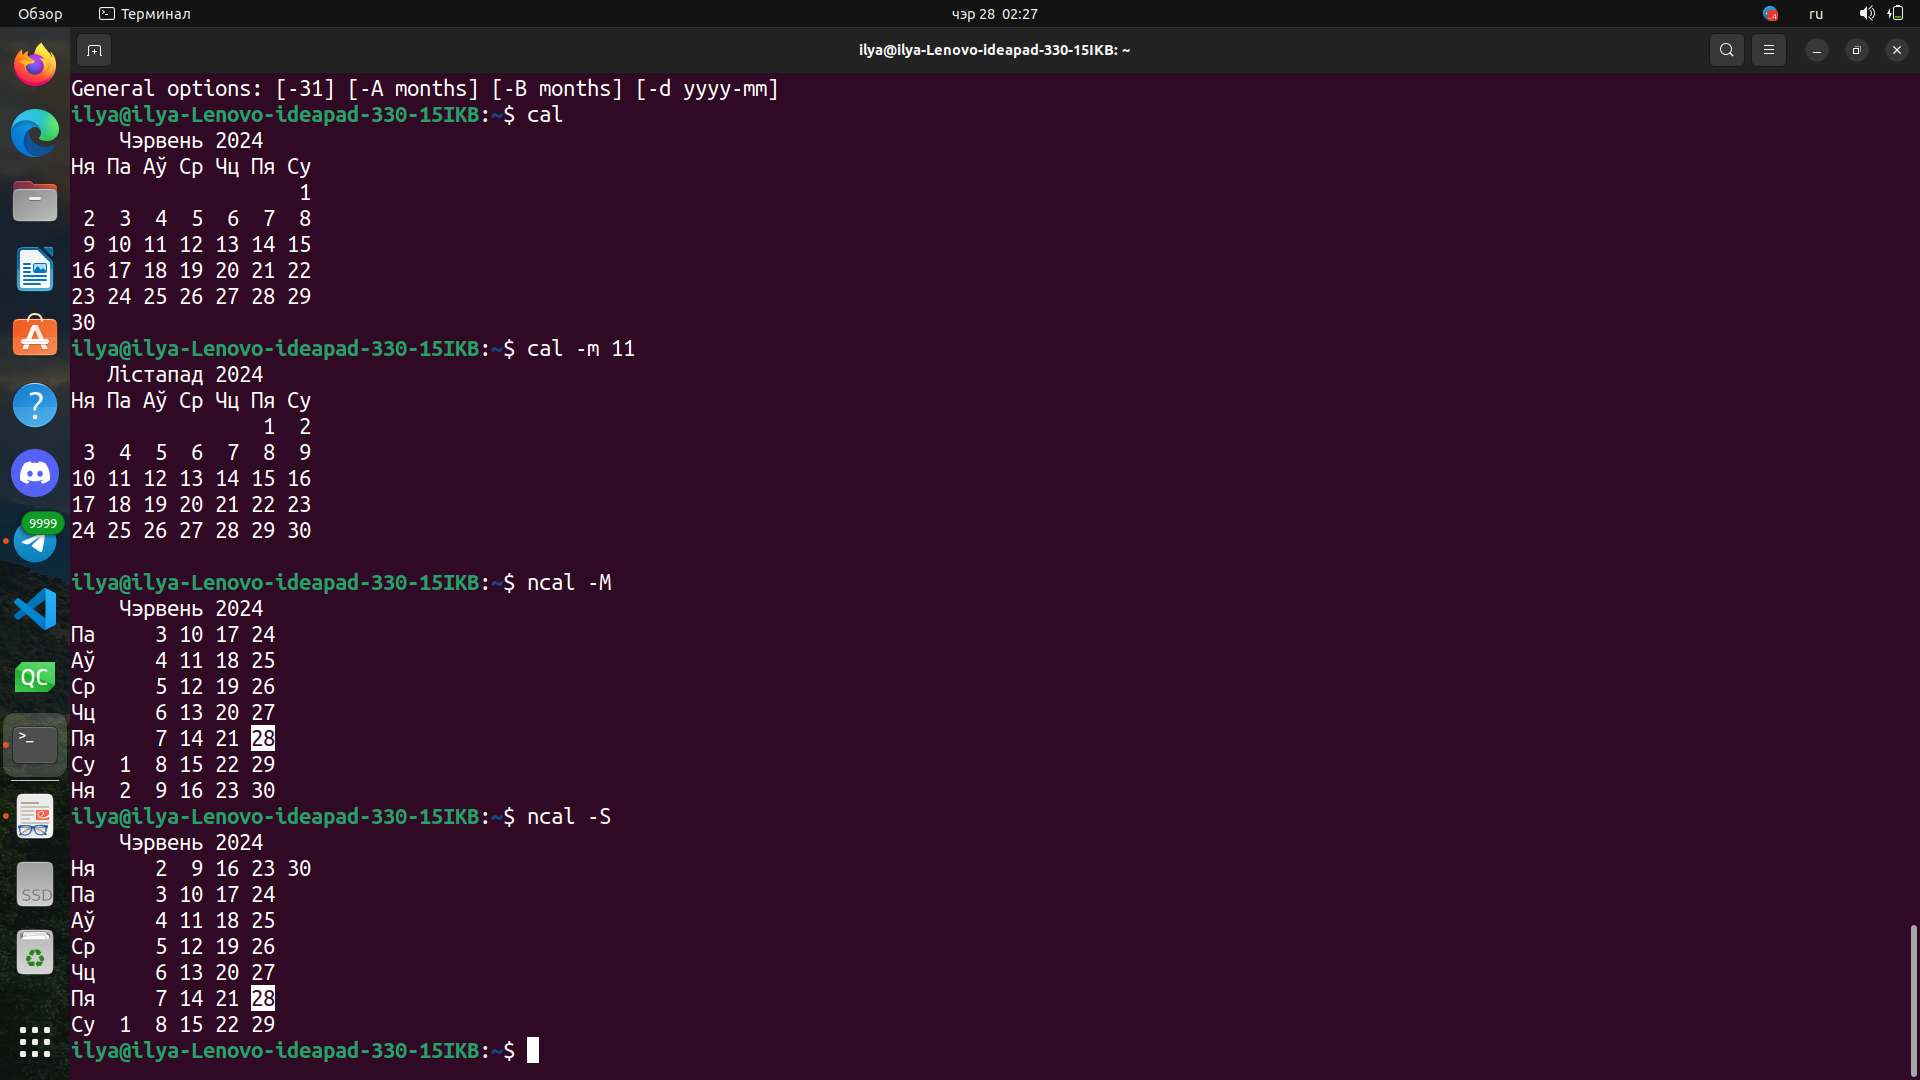 Обзор Терминал чэр 28 02:27 ru
ilya@ilya-Lenovo-ideapad-330-15IKB: ~
General options: [-31] [-A months] [-B months] [-d yyyy-mm]
ilya@ilya-Lenovo-ideapad-330-15IKB:~$ cal
Чэрвень 2024
Ня Па Аў Ср Чц Пя Су
1
2 3 4 5 6 7 8
9 10 11 12 13 14 15
16 17 18 19 20 21 22
23 24 25 26 27 28 29
30
ilya@ilya-Lenovo-ideapad-330-15IKB:~$ cal -m 11
Лістапад 2024
Ня Па Аў Ср Чц Пя Су
1 2
3 4 5 6 7 8 9
10 11 12 13 14 15 16
17 18 19 20 21 22 23
24 25 26 27 28 29 30
ilya@ilya-Lenovo-ideapad-330-15IKB:~$ ncal -M
Чэрвень 2024
Па 3 10 17 24
Аў 4 11 18 25
Ср 5 12 19 26
Чц 6 13 20 27
Пя 7 14 21 28
Су 1 8 15 22 29
Ня 2 9 16 23 30
ilya@ilya-Lenovo-ideapad-330-15IKB:~$ ncal -S
Чэрвень 2024
Ня 2 9 16 23 30
Па 3 10 17 24
Аў 4 11 18 25
Ср 5 12 19 26
Чц 6 13 20 27
Пя 7 14 21 28
Су 1 8 15 22 29
ilya@ilya-Lenovo-ideapad-330-15IKB:~$
9999
QC
>_
SSD